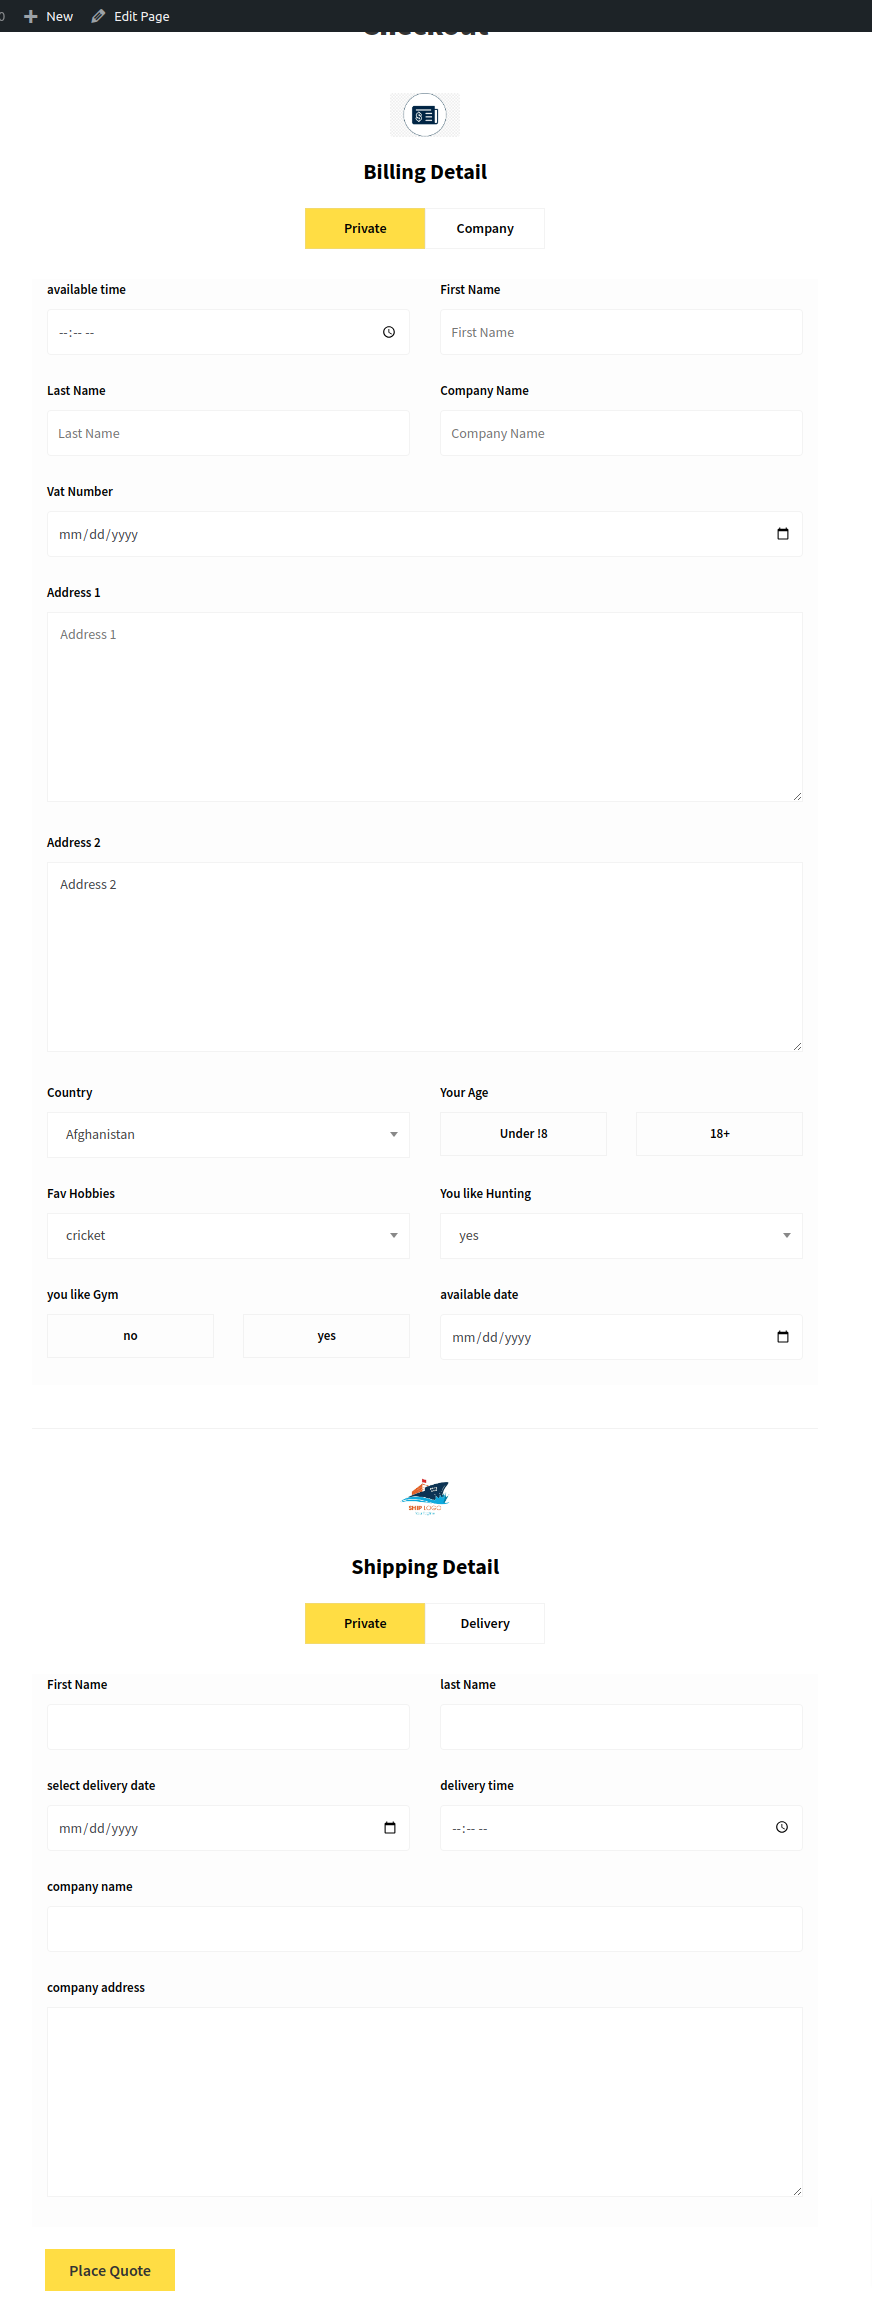 0 New Edit Page
Checkout
Billing Detail
Private Company
available time First Name
--:-- -- First Name
Last Name Company Name
Last Name Company Name
Vat Number
mm/dd/yyyy
Address 1
Address 1
Address 2
Address 2
Country Your Age
Afghanistan Under !8 18+
Fav Hobbies You like Hunting
cricket yes
you like Gym available date
no yes mm/dd/yyyy
SHIP LOGO
Shipping Detail
Private Delivery
First Name last Name
select delivery date delivery time
mm/dd/yyyy --:-- --
company name
company address
Place Quote